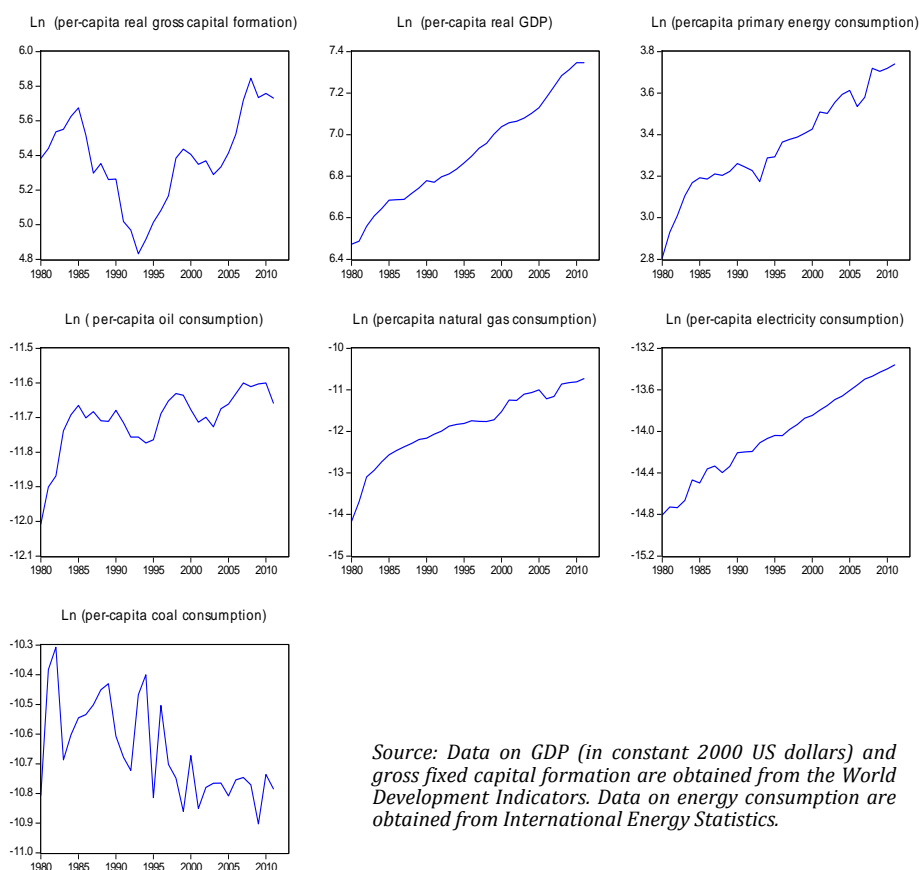 Ln (per-capita real gross capital formation)
6.0
5.8
5.6
5.4
5.2
5.0
4.8
1980 1985 1990 1995 2000 2005 2010
Ln (per-capita real GDP)
7.4
7.2
7.0
6.8
6.6
6.4
1980 1985 1990 1995 2000 2005 2010
Ln (percapita primary energy consumption)
3.8
3.6
3.4
3.2
3.0
2.8
1980 1985 1990 1995 2000 2005 2010
Ln ( per-capita oil consumption)
-11.5
-11.6
-11.7
-11.8
-11.9
-12.0
-12.1
1980 1985 1990 1995 2000 2005 2010
Ln (percapita natural gas consumption)
-10
-11
-12
-13
-14
-15
1980 1985 1990 1995 2000 2005 2010
Ln (per-capita electricity consumption)
-13.2
-13.6
-14.0
-14.4
-14.8
-15.2
1980 1985 1990 1995 2000 2005 2010
Ln (per-capita coal consumption)
-10.3
-10.4
-10.5
-10.6
-10.7
-10.8
-10.9
-11.0
1980 1985 1990 1995 2000 2005 2010
Source: Data on GDP (in constant 2000 US dollars) and
gross fixed capital formation are obtained from the World
Development Indicators. Data on energy consumption are
obtained from International Energy Statistics.